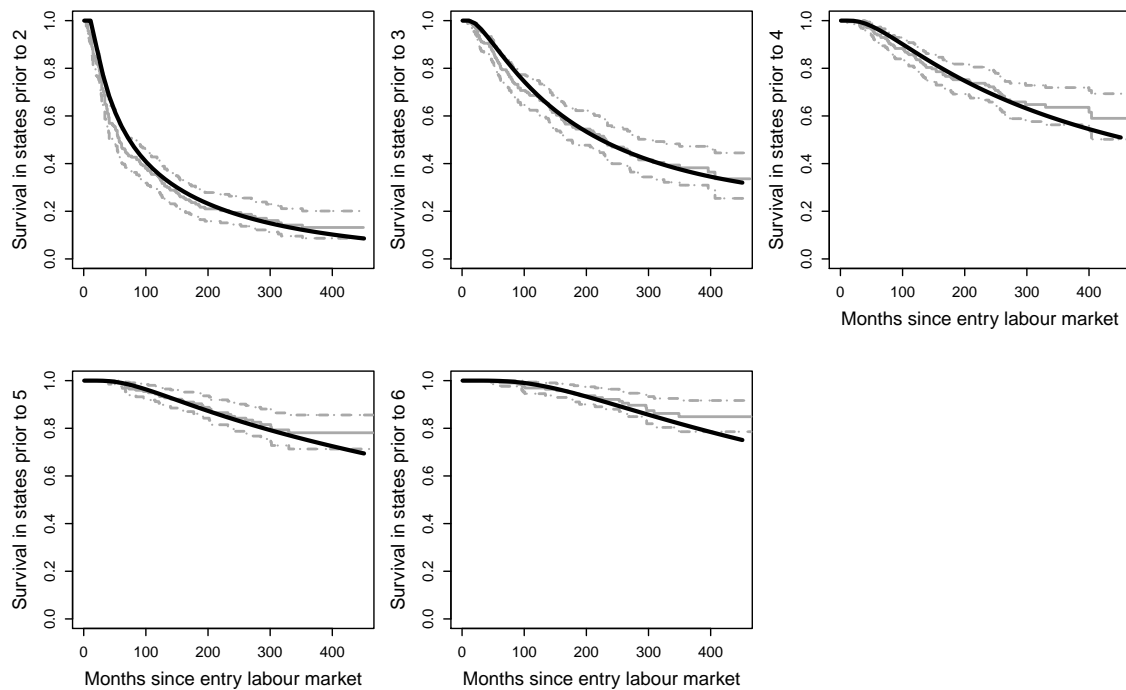 Survival in states prior to 2
0.0 0.2 0.4 0.6 0.8 1.0
0 100 200 300 400
Survival in states prior to 3
0.0 0.2 0.4 0.6 0.8 1.0
0 100 200 300 400
Survival in states prior to 4
0.0 0.2 0.4 0.6 0.8 1.0
0 100 200 300 400
Months since entry labour market
Survival in states prior to 5
0.0 0.2 0.4 0.6 0.8 1.0
0 100 200 300 400
Months since entry labour market
Survival in states prior to 6
0.0 0.2 0.4 0.6 0.8 1.0
0 100 200 300 400
Months since entry labour market